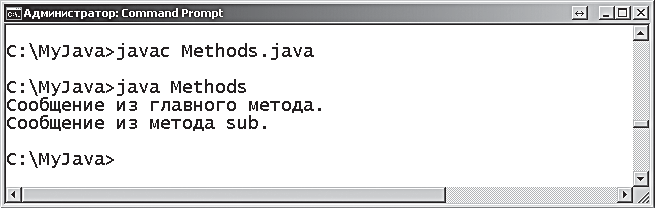 Администратор: Command Prompt
C:\MyJava>javac Methods.java
C:\MyJava>java Methods
Сообщение из главного метода.
Сообщение из метода sub.
C:\MyJava>